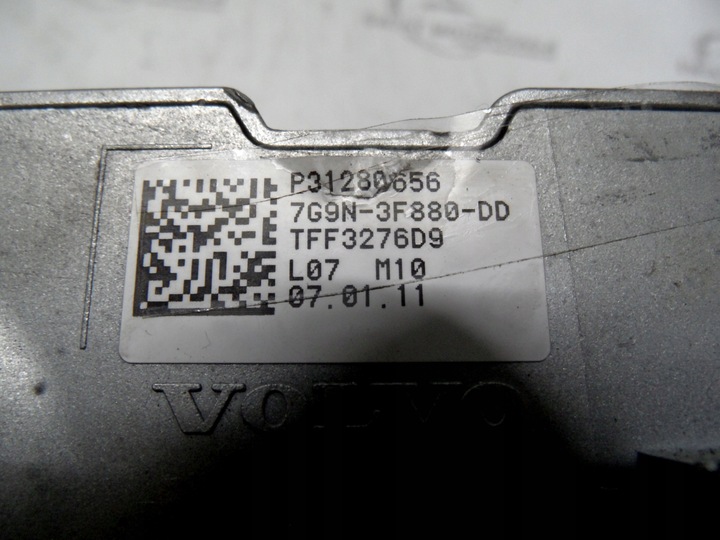 P31280656
7G9N-3F880-DD
TFF3276D9
L07 M10
07.01.11
VOLVO